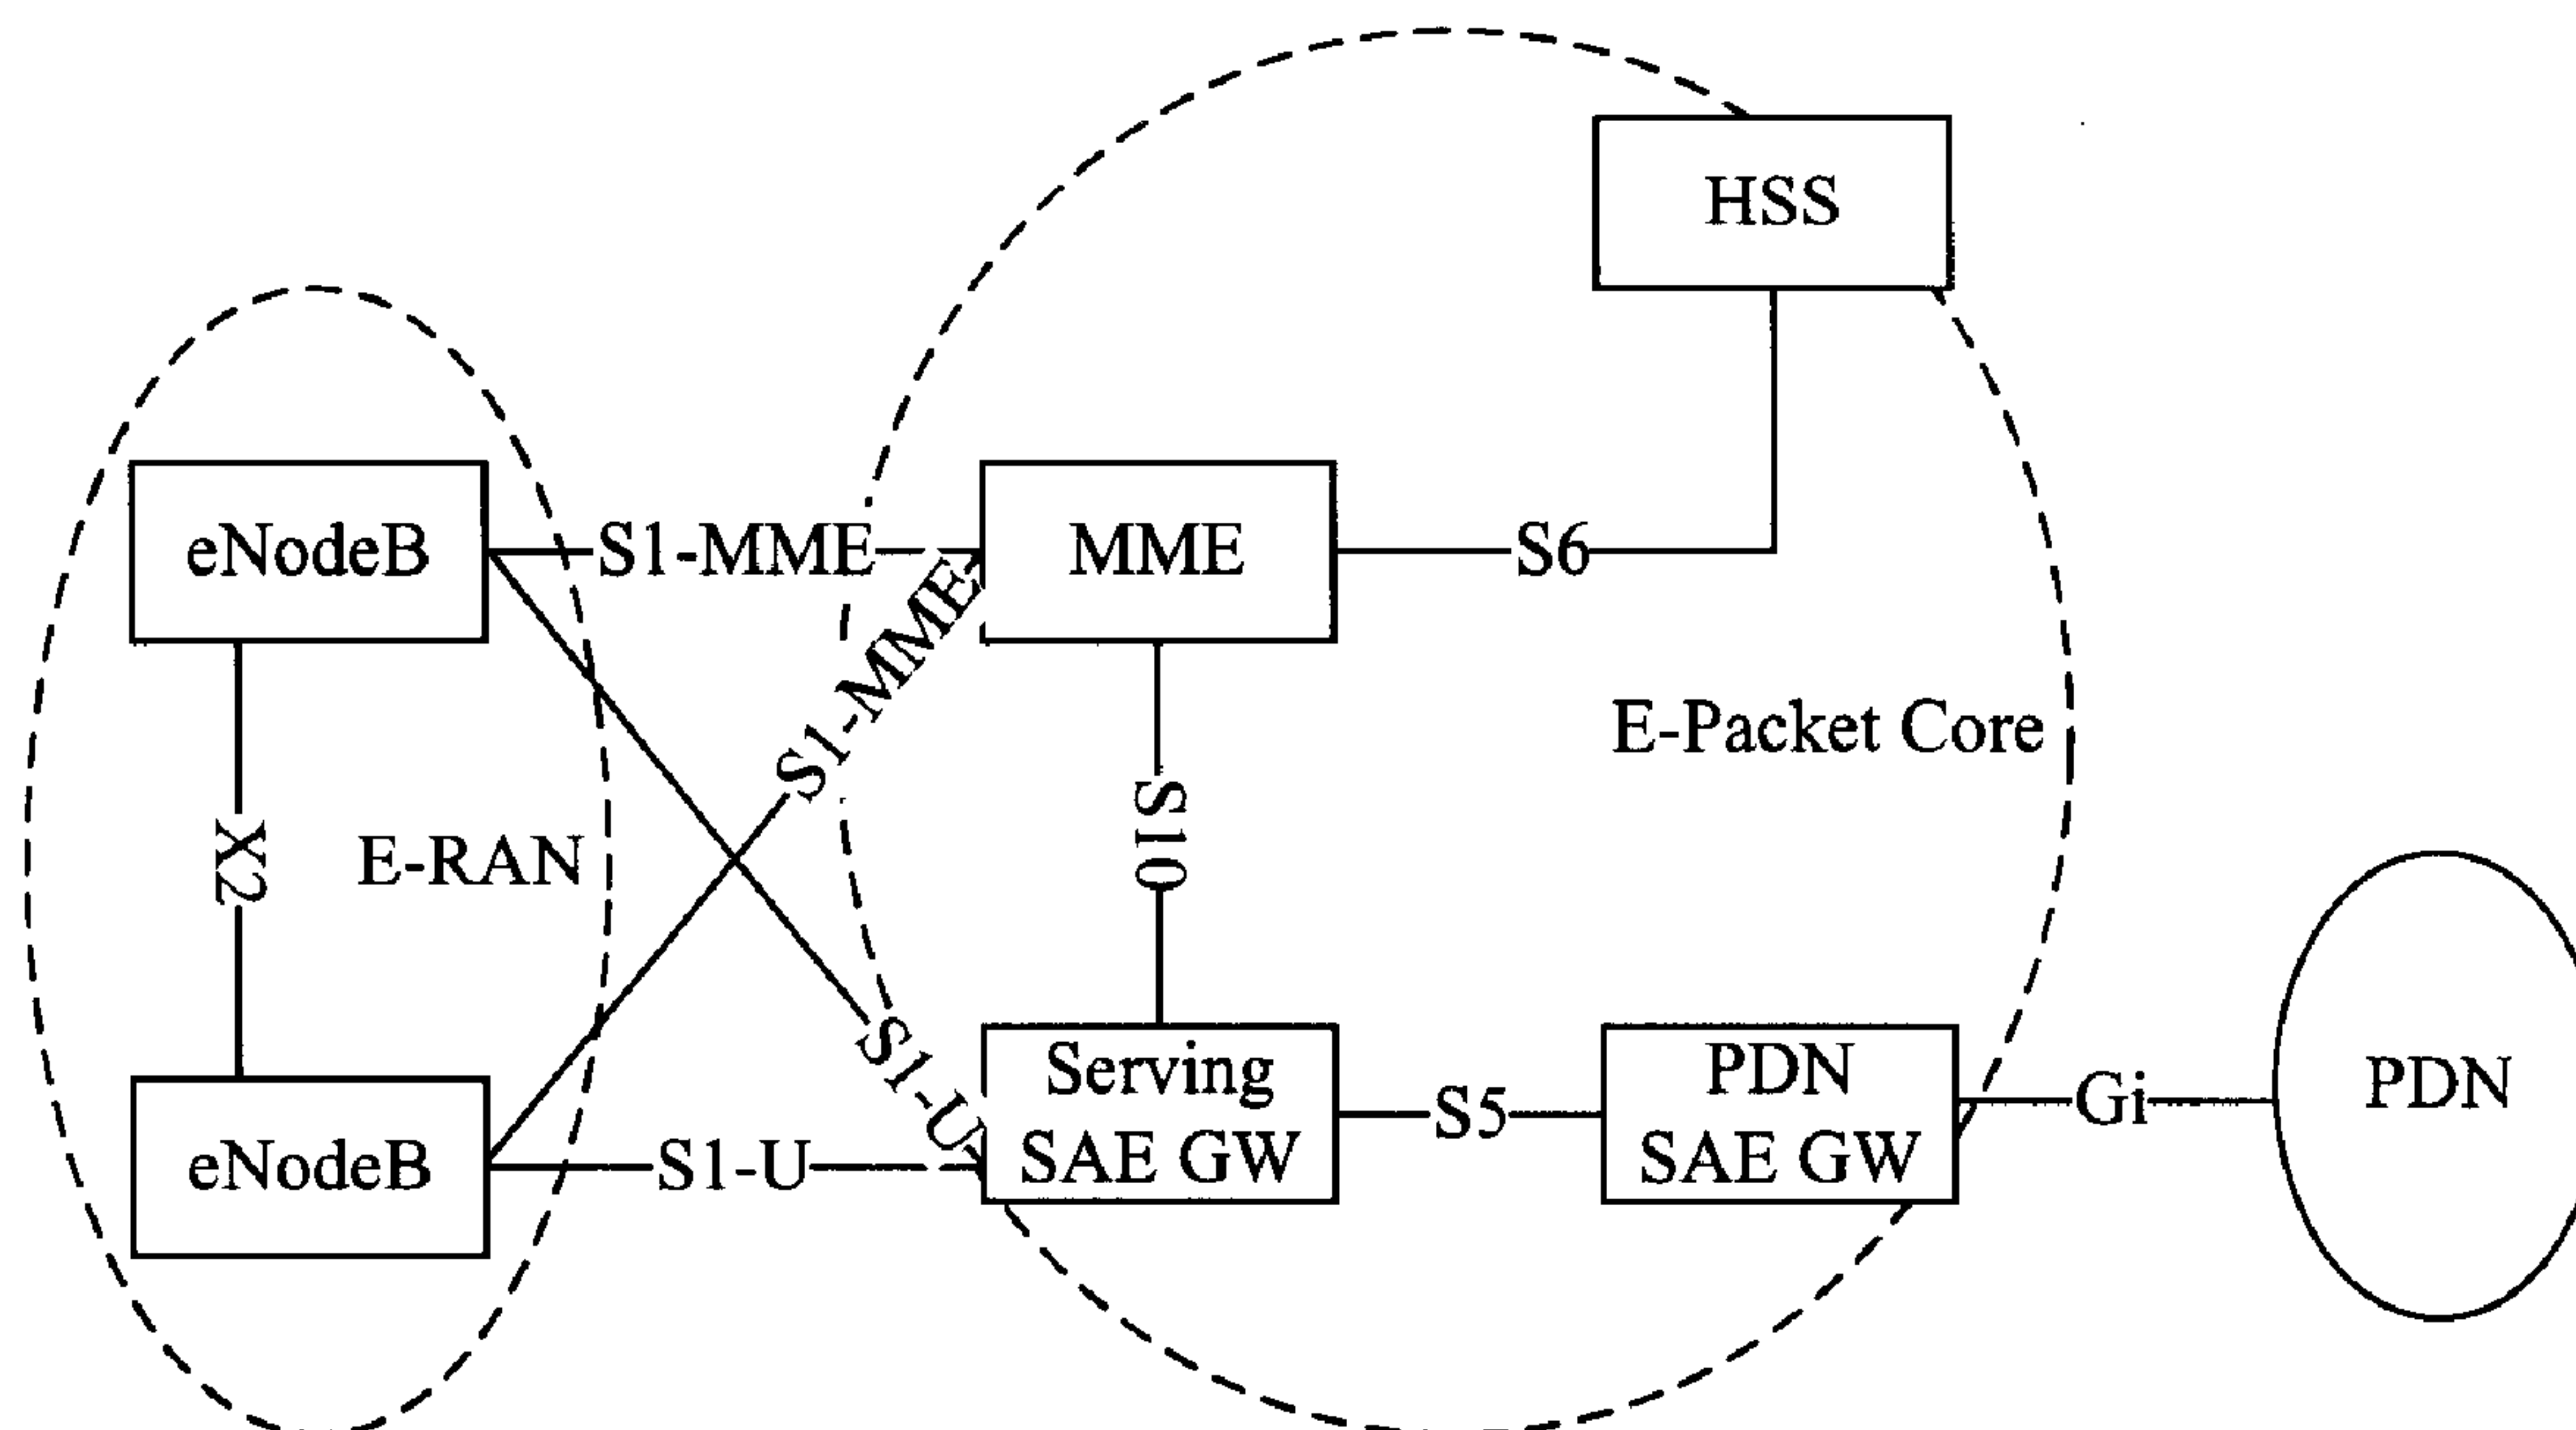 HSS
eNodeB
S1-MME
MME
S6
S1-MME
E-Packet Core
X2
E-RAN
S10
S1-U
Serving
SAE GW
S5
PDN
SAE GW
Gi
PDN
eNodeB
S1-U